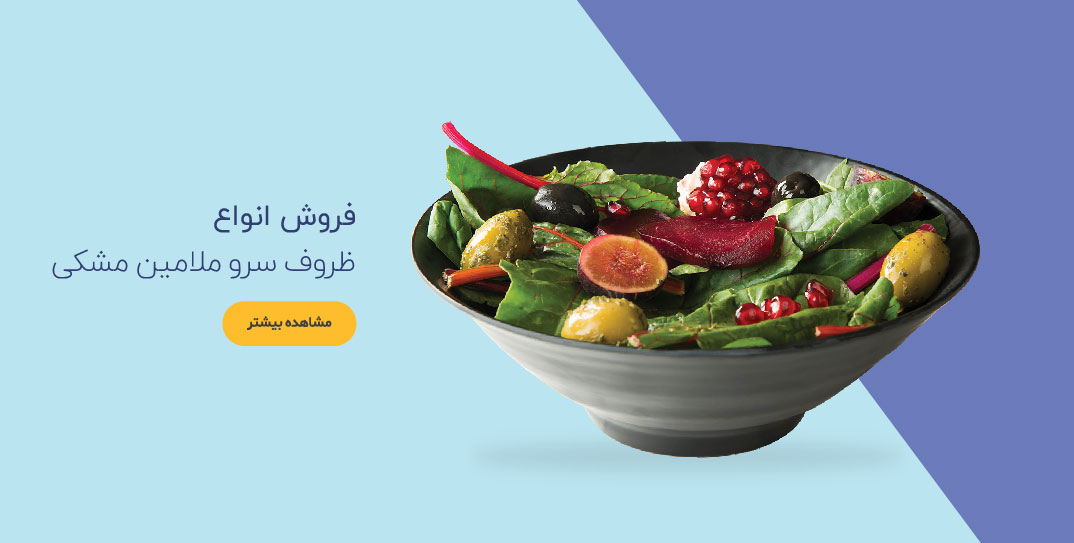 فروش انواع
ظروف سرو ملامین مشکی
مشاهده بیشتر